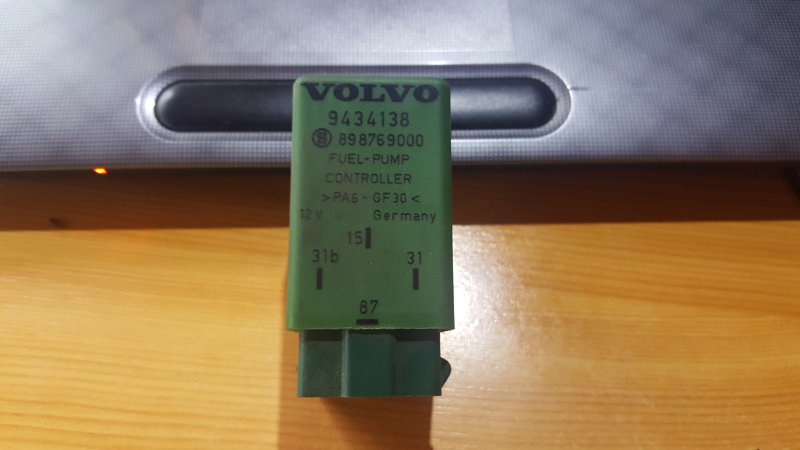 VOLVO
9434138
898769000
FUEL-PUMP
CONTROLLER
>PA6-GF30<
12V Germany
15
31b 31
87